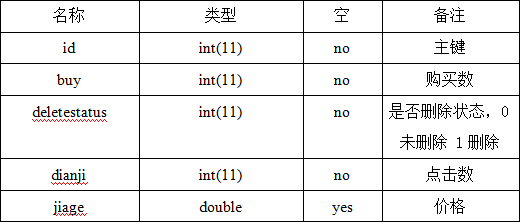 名称 类型 空 备注
id int(11) no 主键
buy int(11) no 购买数
deletestatus int(11) no 是否删除状态，0
未删除 1 删除
dianji int(11) no 点击数
jiage double yes 价格